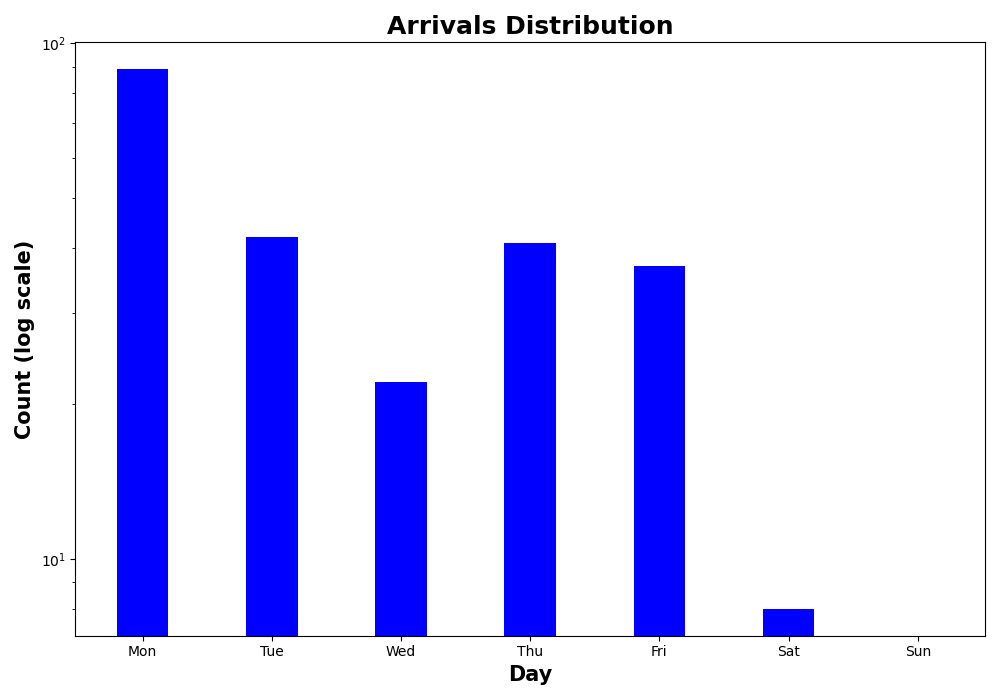 Arrivals Distribution
10²
10¹
Count (log scale)
Mon Tue Wed Thu Fri Sat Sun
Day